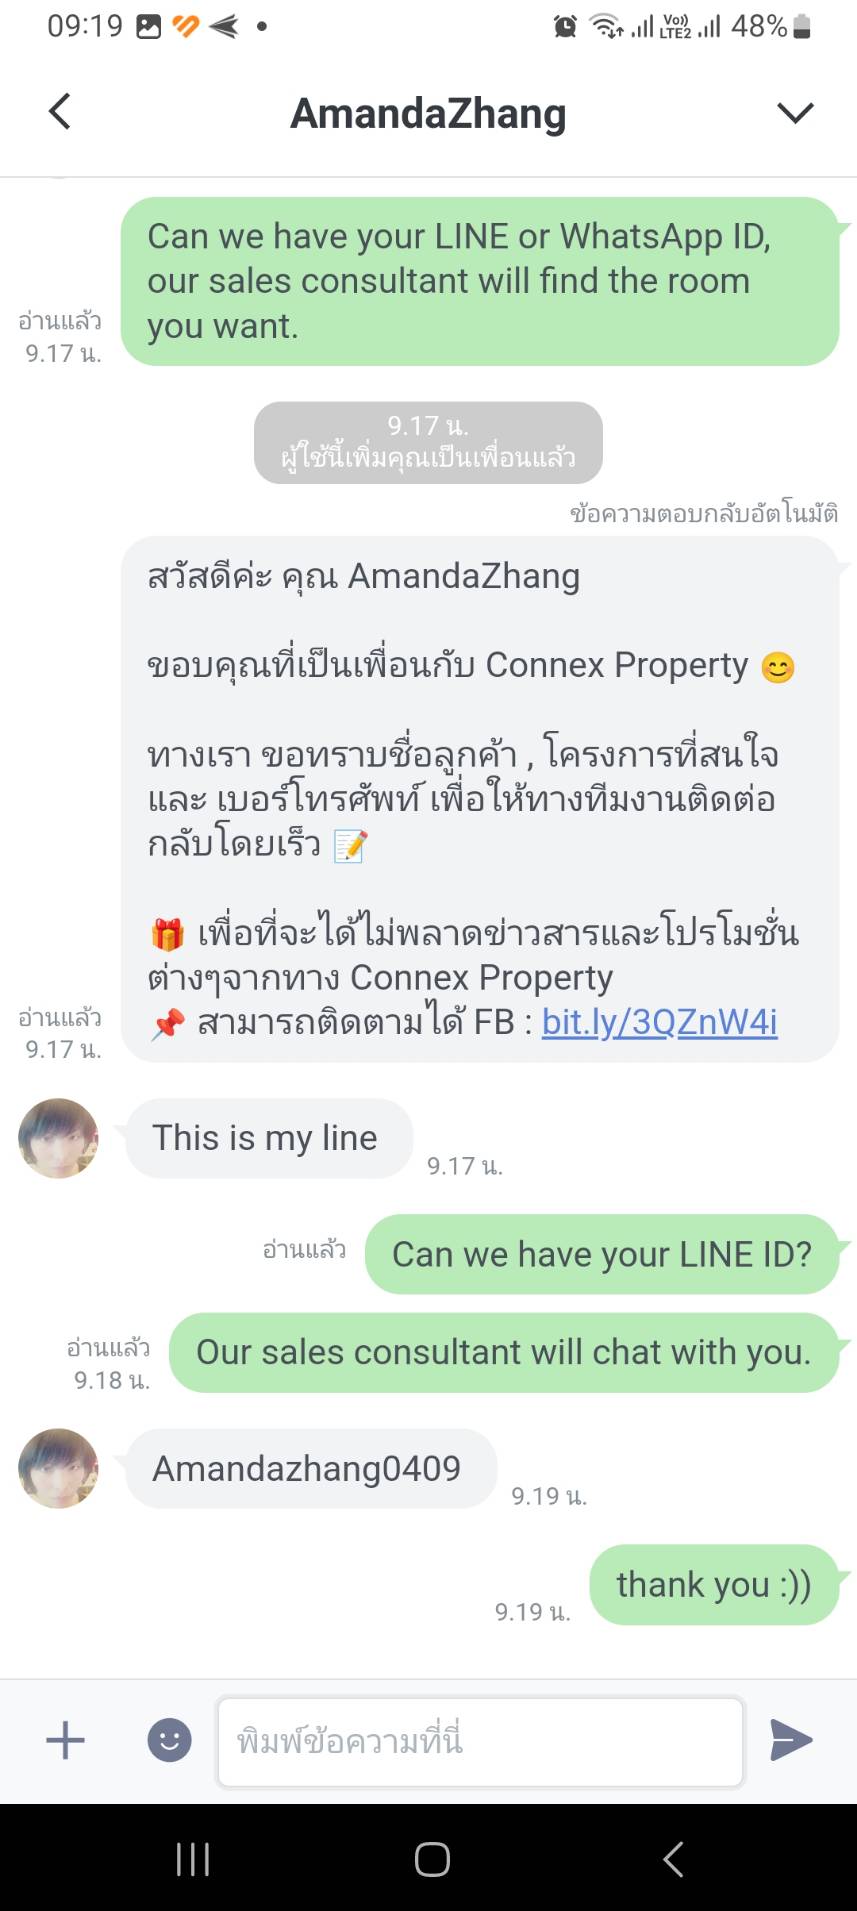 09:19
Vo)) LTE2 48%
AmandaZhang
Can we have your LINE or WhatsApp ID,
our sales consultant will find the room
you want.
อ่านแล้ว
9.17 น.
9.17 น.
ผู้ใช้นี้เพิ่มคุณเป็นเพื่อนแล้ว
ข้อความตอบกลับอัตโนมัติ
สวัสดีค่ะ คุณ AmandaZhang
ขอบคุณที่เป็นเพื่อนกับ Connex Property 😊
ทางเรา ขอทราบชื่อลูกค้า , โครงการที่สนใจ
และ เบอร์โทรศัพท์ เพื่อให้ทางทีมงานติดต่อ
กลับโดยเร็ว 📝
🎁 เพื่อที่จะได้ไม่พลาดข่าวสารและโปรโมชั่น
ต่างๆจากทาง Connex Property
📌 สามารถติดตามได้ FB : bit.ly/3QZnW4i
อ่านแล้ว
9.17 น.
This is my line
9.17 น.
อ่านแล้ว
Can we have your LINE ID?
Our sales consultant will chat with you.
อ่านแล้ว
9.18 น.
Amandazhang0409
9.19 น.
thank you :))
9.19 น.
พิมพ์ข้อความที่นี่